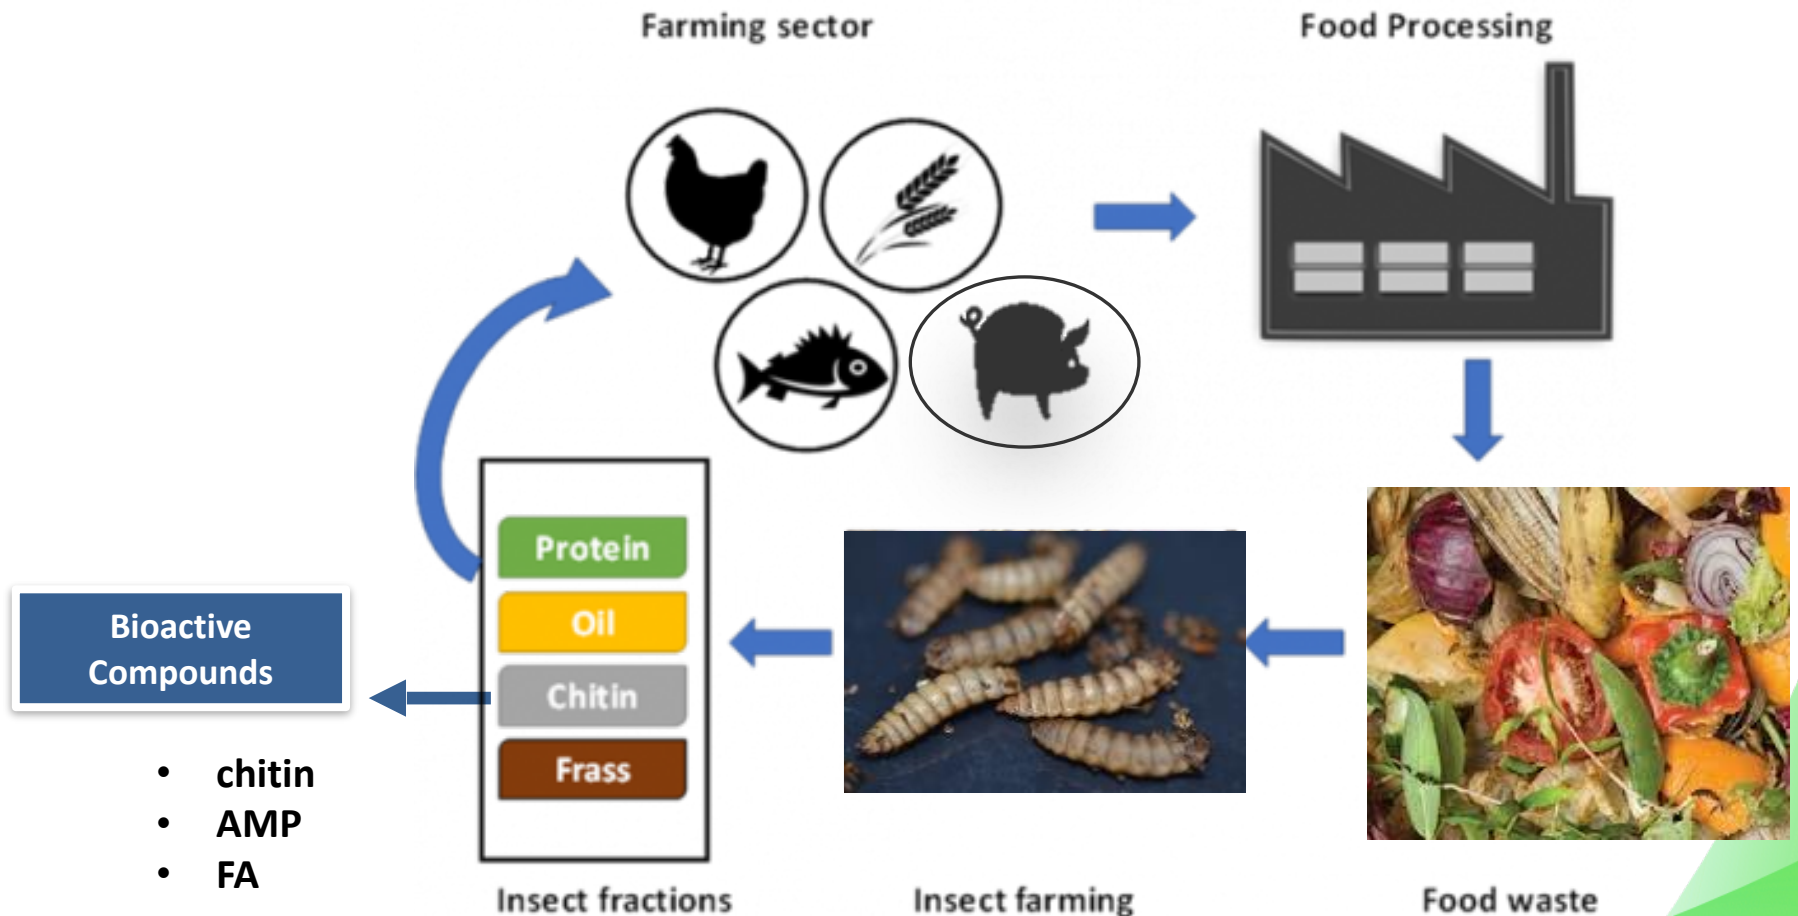 Farming sector
Food Processing
Protein
Oil
Chitin
Frass
Bioactive
Compounds
• chitin
• AMP
• FA
Insect fractions
Insect farming
Food waste